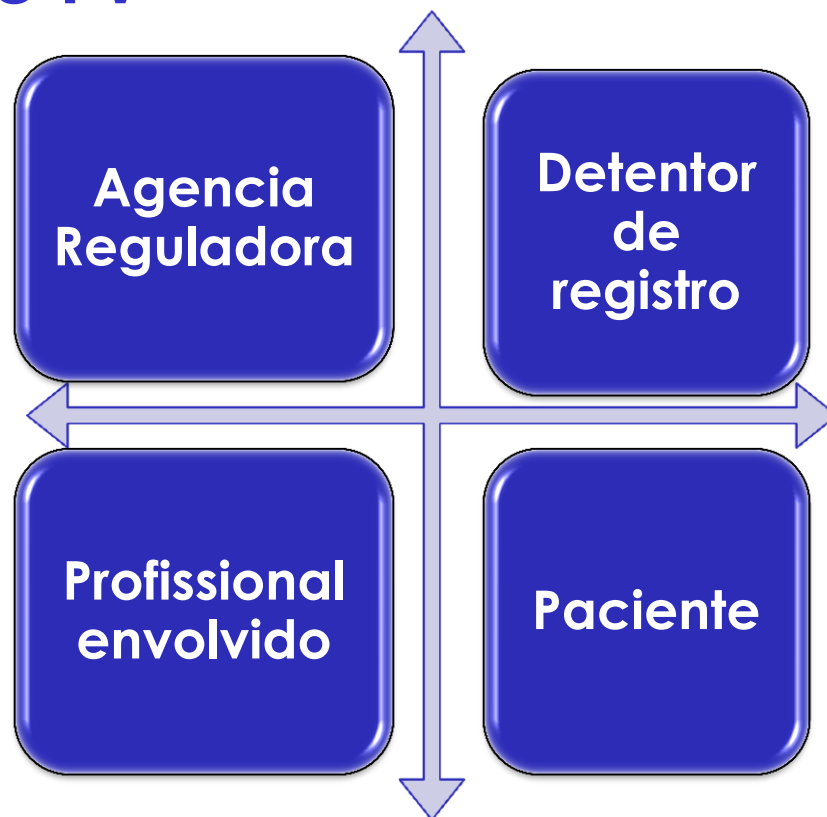 Agencia
Reguladora
Detentor
de
registro
Profissional
envolvido
Paciente